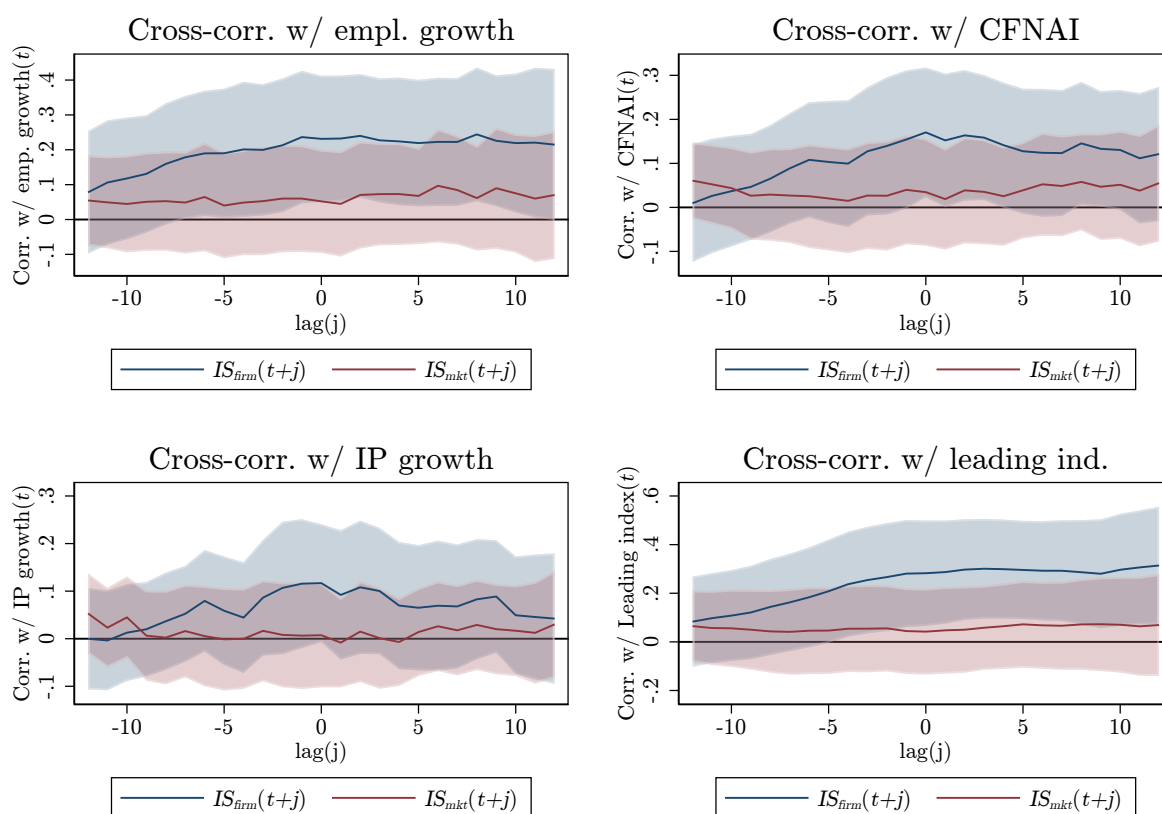 Cross-corr. w/ empl. growth
Corr. w/ emp. growth(t)
-.1 0 .1 .2 .3 .4
-10 -5 0 5 10
lag(j)
IS_firm(t+j) IS_mkt(t+j)
Cross-corr. w/ CFNAI
Corr. w/ CFNAI(t)
-.1 0 .1 .2 .3
-10 -5 0 5 10
lag(j)
IS_firm(t+j) IS_mkt(t+j)
Cross-corr. w/ IP growth
Corr. w/ IP growth(t)
-.1 0 .1 .2 .3
-10 -5 0 5 10
lag(j)
IS_firm(t+j) IS_mkt(t+j)
Cross-corr. w/ leading ind.
Corr. w/ Leading index(t)
-.2 0 .2 .4 .6
-10 -5 0 5 10
lag(j)
IS_firm(t+j) IS_mkt(t+j)